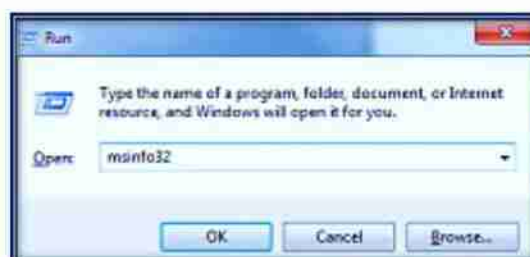 Run
Type the name of a program, folder, document, or Internet
resource, and Windows will open it for you.
Open: msinfo32
OK Cancel Browse...